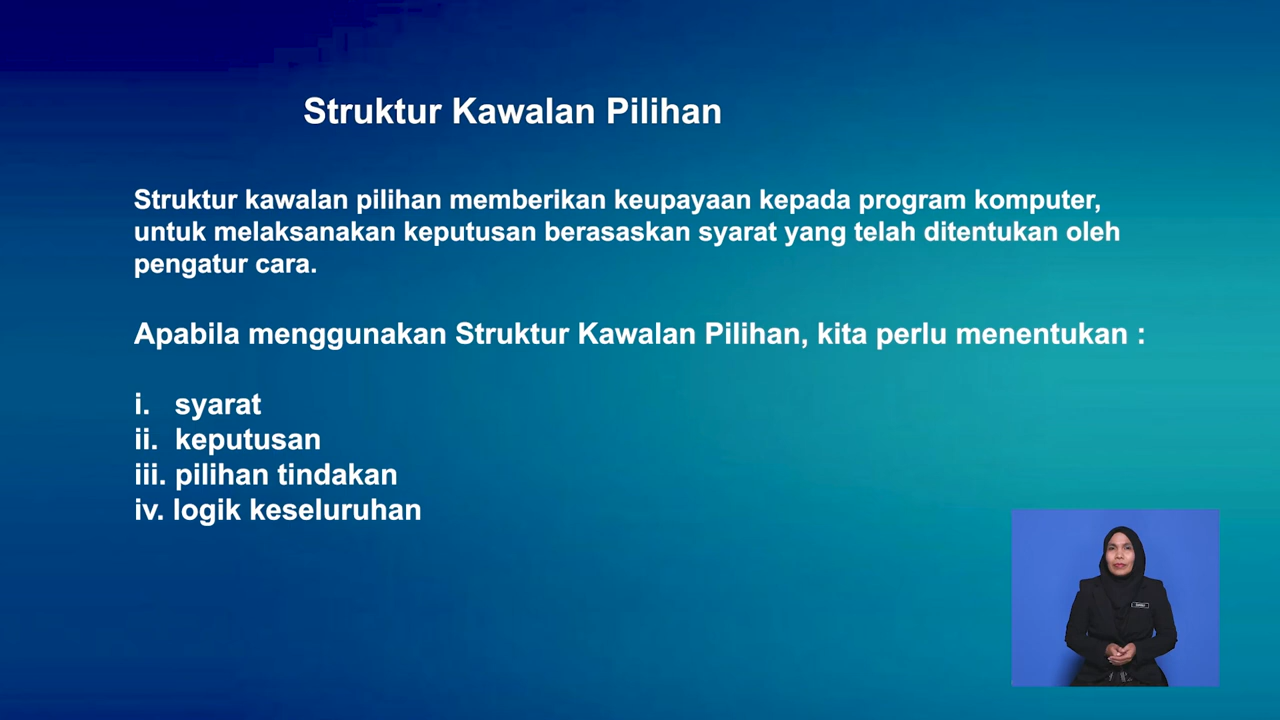 Struktur Kawalan Pilihan
Struktur kawalan pilihan memberikan keupayaan kepada program komputer,
untuk melaksanakan keputusan berasaskan syarat yang telah ditentukan oleh
pengatur cara.
Apabila menggunakan Struktur Kawalan Pilihan, kita perlu menentukan :
i. syarat
ii. keputusan
iii. pilihan tindakan
iv. logik keseluruhan